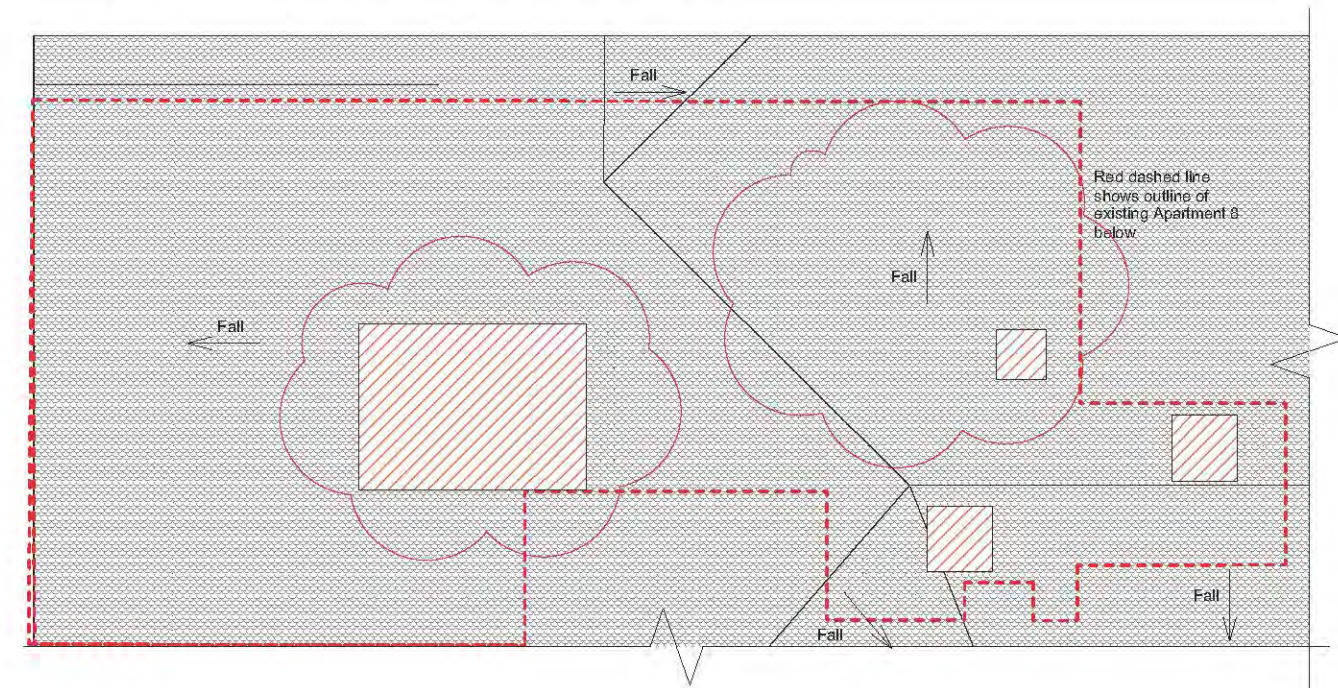 Fall
Red dashed line
shows outline of
existing Apartment 8
below
Fall
Fall
Fall
Fall